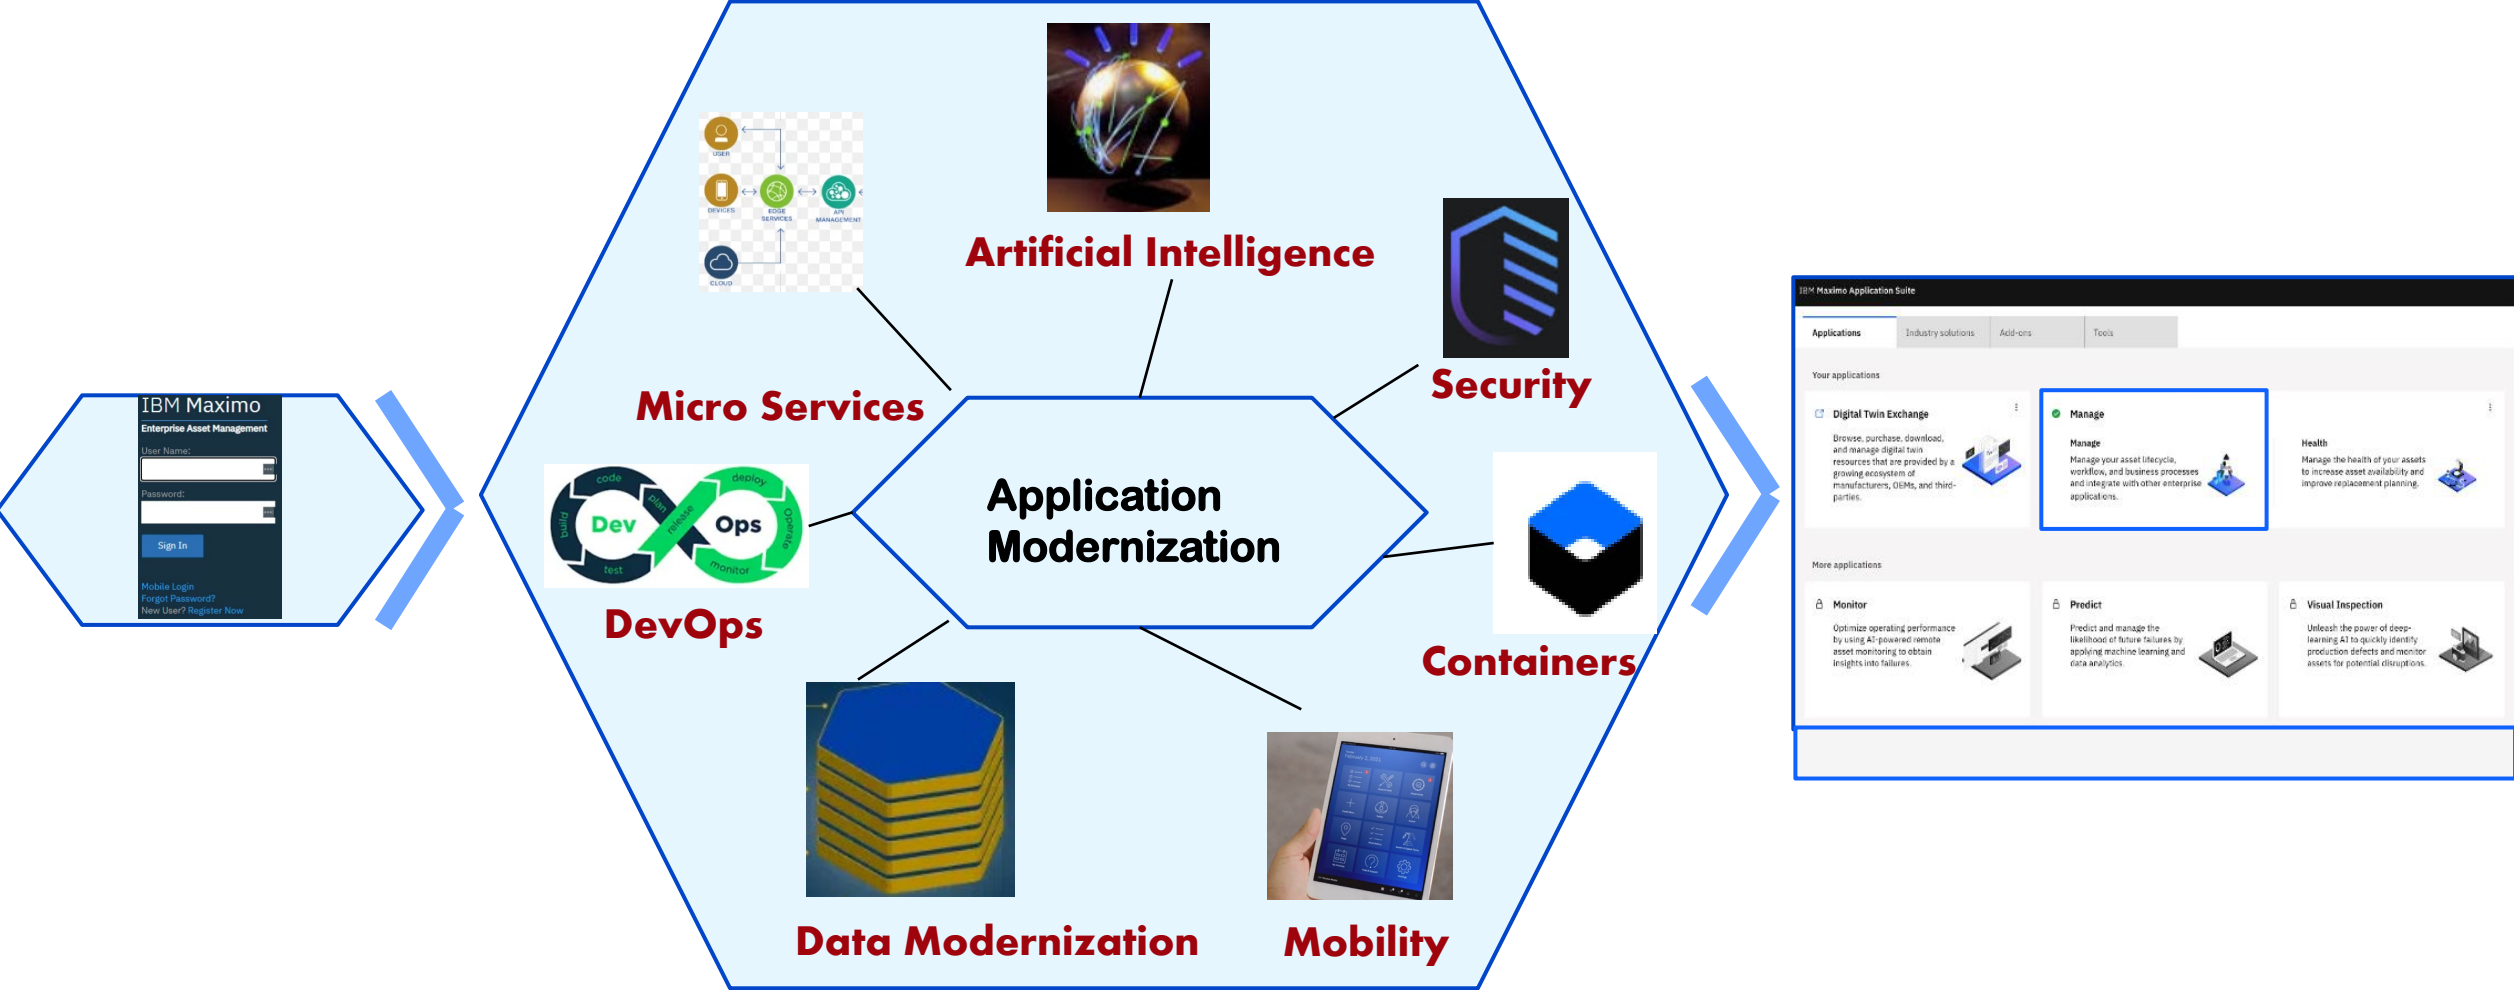 IBM Maximo
Enterprise Asset Management
User Name:
Password:
Sign In
Mobile Login
Forgot Password?
New User? Register Now
USER
DEVICES
EDGE
SERVICES
API
MANAGEMENT
CLOUD
Micro Services
Artificial Intelligence
Security
code
plan
build
test
release
deploy
Operate
monitor
Dev
Ops
DevOps
Application
Modernization
Containers
Data Modernization
Mobility
IBM Maximo Application Suite
Applications
Industry solutions
Add-ons
Tools
Your applications
Digital Twin Exchange
Browse, purchase, download,
and manage digital twin
resources that are provided by a
growing ecosystem of
manufacturers, OEMs, and third-
parties.
Manage
Manage
Manage your asset lifecycle,
workflow, and business processes
and integrate with other enterprise
applications.
Health
Manage the health of your assets
to increase asset availability and
improve replacement planning.
More applications
Monitor
Optimize operating performance
by using AI-powered remote
asset monitoring to obtain
insights into failures.
Predict
Predict and manage the
likelihood of future failures by
applying machine learning and
data analytics.
Visual Inspection
Unleash the power of deep-
learning AI to quickly identify
production defects and monitor
assets for potential disruptions.